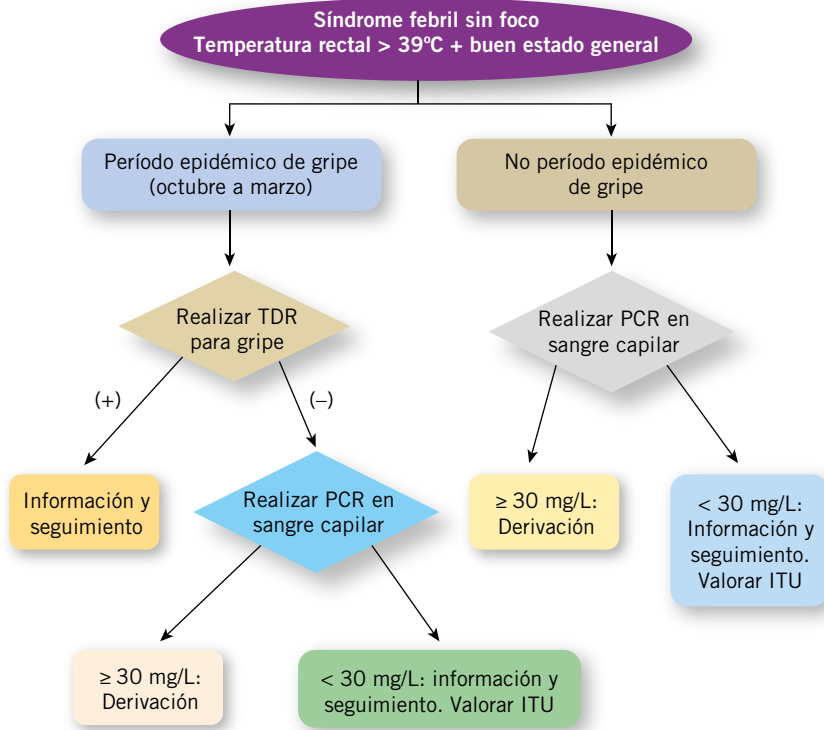 Síndrome febril sin foco
Temperatura rectal > 39ºC + buen estado general
Período epidémico de gripe
(octubre a marzo)
No período epidémico
de gripe
Realizar TDR
para gripe
Realizar PCR en
sangre capilar
(+)
(–)
Información y
seguimiento
Realizar PCR en
sangre capilar
≥ 30 mg/L:
Derivación
< 30 mg/L:
Información y
seguimiento.
Valorar ITU
≥ 30 mg/L:
Derivación
< 30 mg/L: información y
seguimiento. Valorar ITU